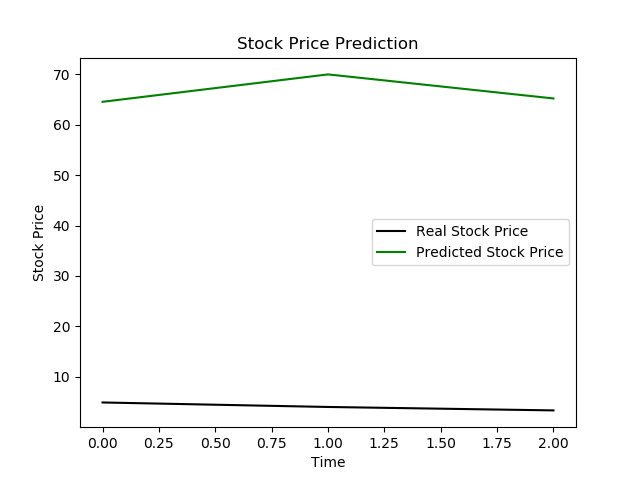 Stock Price Prediction
70
60
50
40
30
20
10
Stock Price
Real Stock Price
Predicted Stock Price
0.00 0.25 0.50 0.75 1.00 1.25 1.50 1.75 2.00
Time